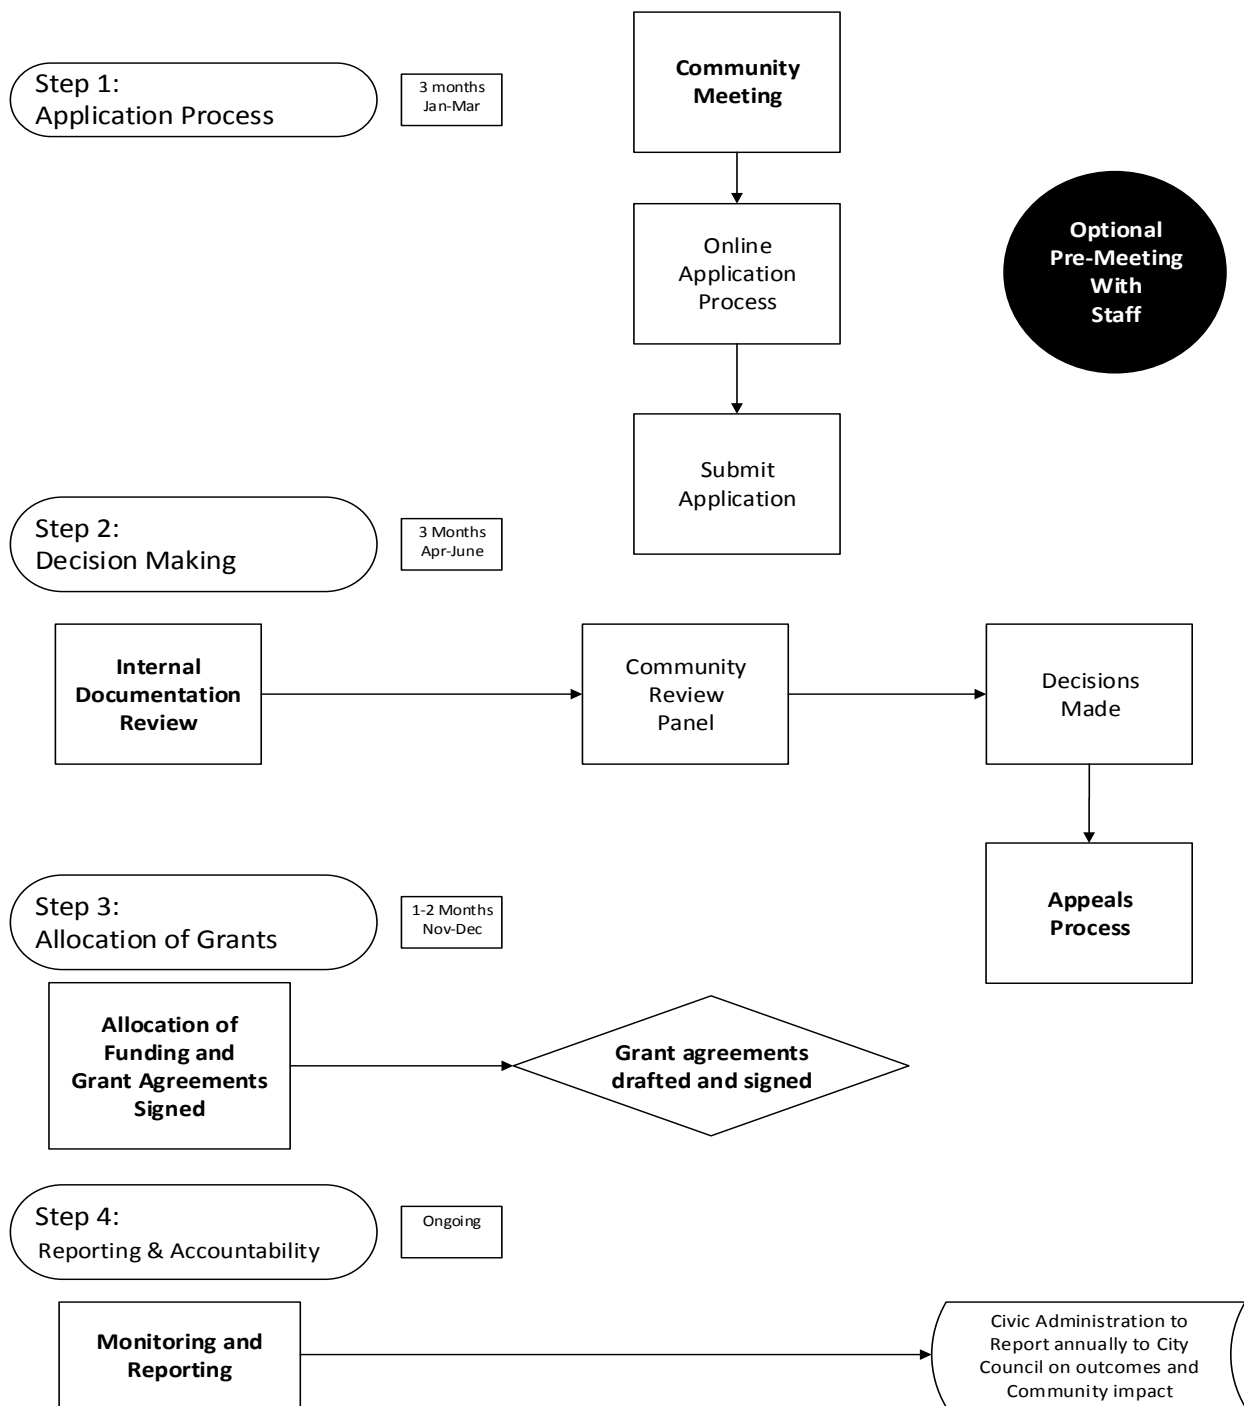 Step 1:
Application Process
3 months
Jan-Mar
Community
Meeting
Online
Application
Process
Optional
Pre-Meeting
With
Staff
Submit
Application
Step 2:
Decision Making
3 Months
Apr-June
Internal
Documentation
Review
Community
Review
Panel
Decisions
Made
Appeals
Process
Step 3:
Allocation of Grants
1-2 Months
Nov-Dec
Allocation of
Funding and
Grant Agreements
Signed
Grant agreements
drafted and signed
Step 4:
Reporting & Accountability
Ongoing
Monitoring and
Reporting
Civic Administration to
Report annually to City
Council on outcomes and
Community impact